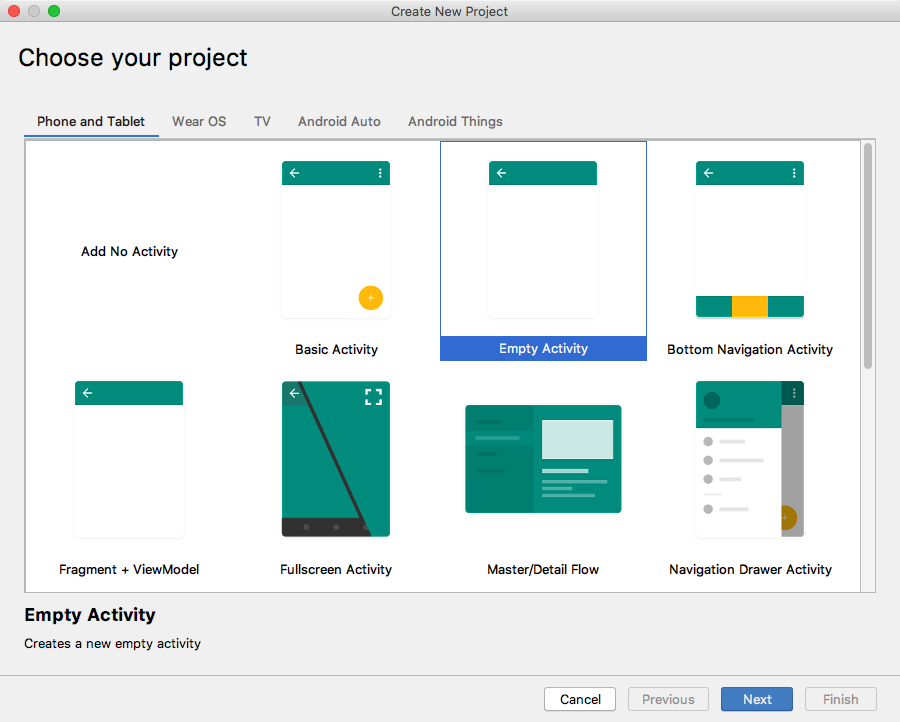 Create New Project
Choose your project
Phone and Tablet Wear OS TV Android Auto Android Things
Add No Activity
Basic Activity
Empty Activity
Bottom Navigation Activity
Fragment + ViewModel
Fullscreen Activity
Master/Detail Flow
Navigation Drawer Activity
Empty Activity
Creates a new empty activity
Cancel Previous Next Finish